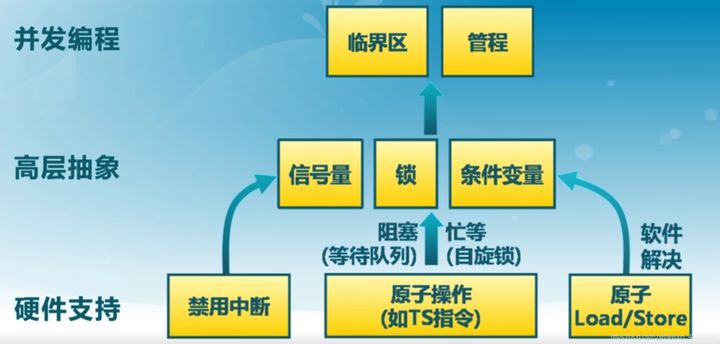 并发编程
临界区
管程
高层抽象
信号量
锁
条件变量
阻塞
(等待队列)
忙等
(自旋锁)
软件
解决
硬件支持
禁用中断
原子操作
(如TS指令)
原子
Load/Store